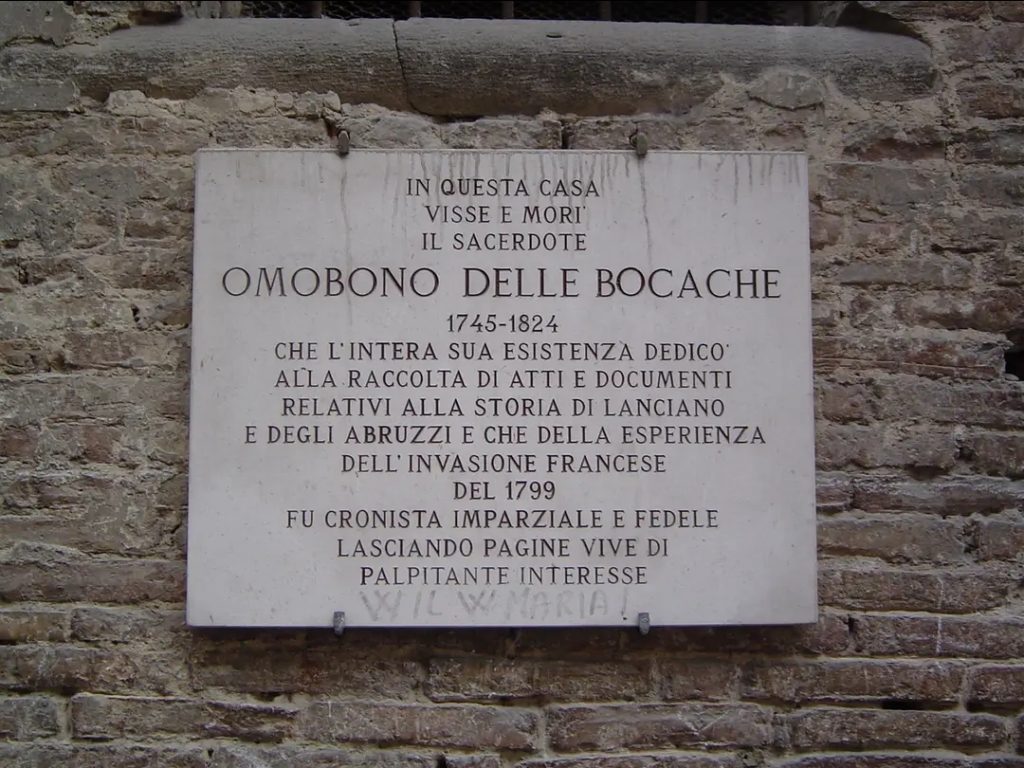 IN QUESTA CASA
VISSE E MORI'
IL SACERDOTE
OMOBONO DELLE BOCACHE
1745-1824
CHE L'INTERA SUA ESISTENZA DEDICO'
ALLA RACCOLTA DI ATTI E DOCUMENTI
RELATIVI ALLA STORIA DI LANCIANO
E DEGLI ABRUZZI E CHE DELLA ESPERIENZA
DELL'INVASIONE FRANCESE
DEL 1799
FU CRONISTA IMPARZIALE E FEDELE
LASCIANDO PAGINE VIVE DI
PALPITANTE INTERESSE
W IL W MARIA!